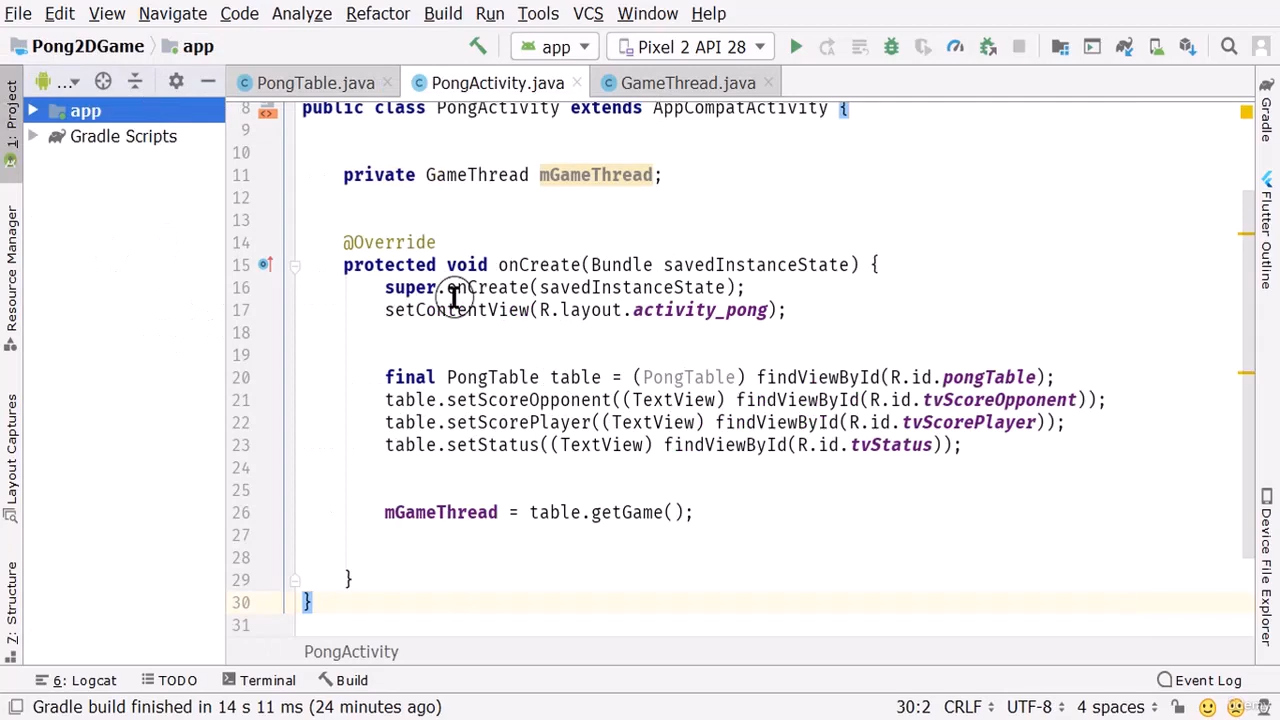 File Edit View Navigate Code Analyze Refactor Build Run Tools VCS Window Help
Pong2DGame app app Pixel 2 API 28
1: Project
Resource Manager
Layout Captures
Z: Structure
...
app
Gradle Scripts
PongTable.java PongActivity.java GameThread.java
8 public class PongActivity extends AppCompatActivity {
9
10
11 private GameThread mGameThread;
12
13
14 @Override
15 protected void onCreate(Bundle savedInstanceState) {
16 super.onCreate(savedInstanceState);
17 setContentView(R.layout.activity_pong);
18
19
20 final PongTable table = (PongTable) findViewById(R.id.pongTable);
21 table.setScoreOpponent((TextView) findViewById(R.id.tvScoreOpponent));
22 table.setScorePlayer((TextView) findViewById(R.id.tvScorePlayer));
23 table.setStatus((TextView) findViewById(R.id.tvStatus));
24
25
26 mGameThread = table.getGame();
27
28
29 }
30 }
31
PongActivity
Gradle
Flutter Outline
Device File Explorer
6: Logcat TODO Terminal Build Event Log
Gradle build finished in 14 s 11 ms (24 minutes ago) 30:2 CRLF UTF-8 4 spaces